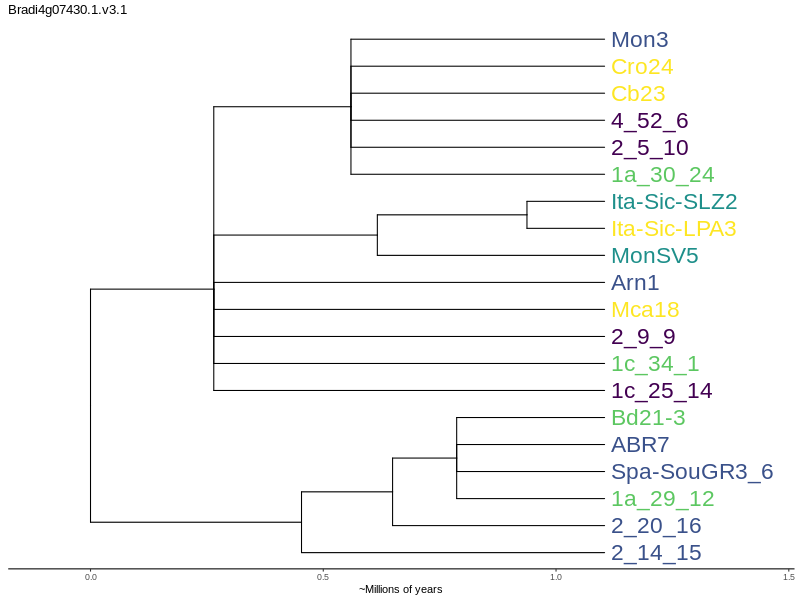 Bradi4g07430.1.v3.1
Mon3
Cro24
Cb23
4_52_6
2_5_10
1a_30_24
Ita-Sic-SLZ2
Ita-Sic-LPA3
MonSV5
Arn1
Mca18
2_9_9
1c_34_1
1c_25_14
Bd21-3
ABR7
Spa-SouGR3_6
1a_29_12
2_20_16
2_14_15
0.0 0.5 1.0 1.5
~Millions of years